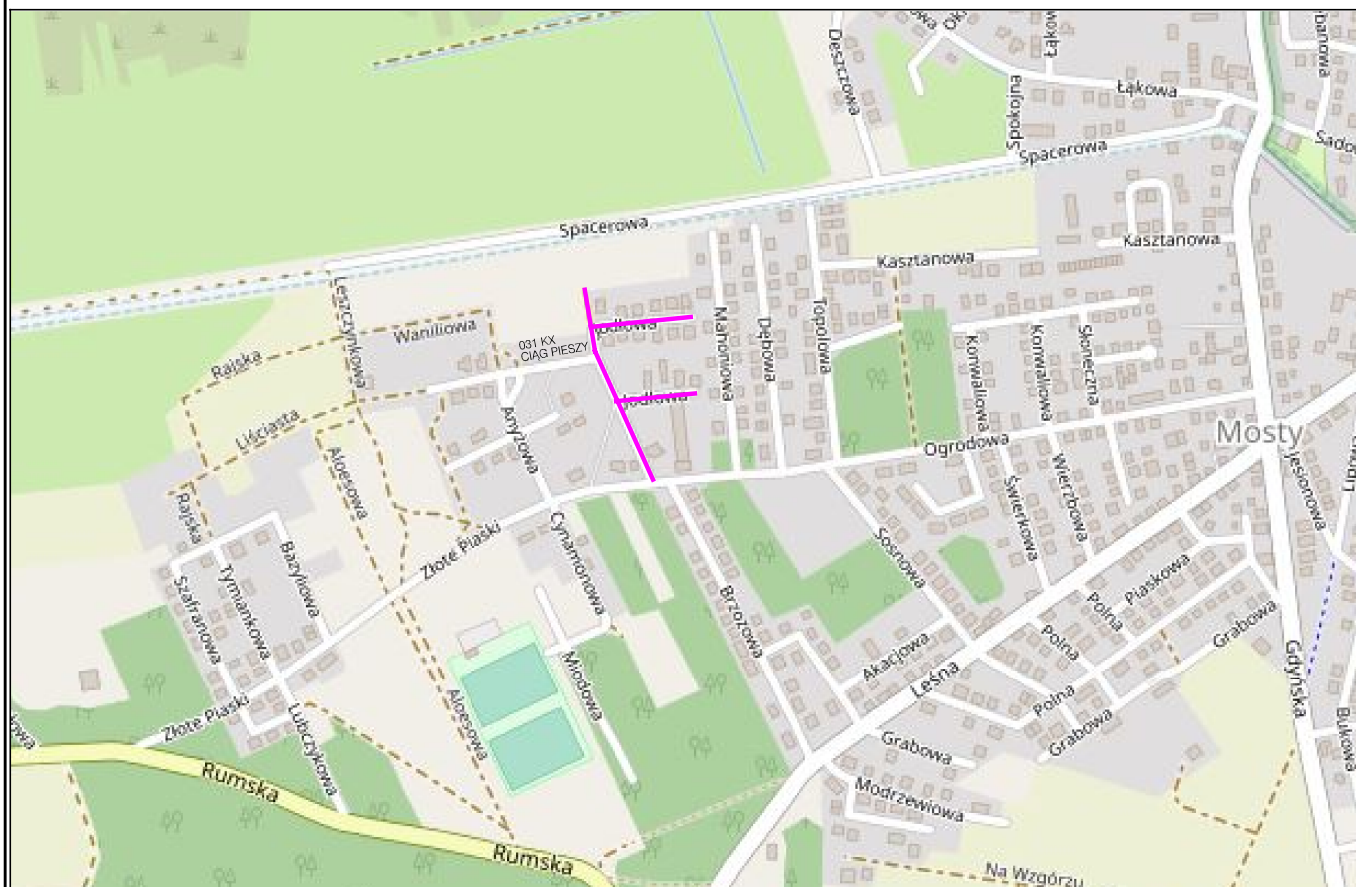 Deszczowa
Łąkowa
Spokojna
Spacerowa
Spacerowa
Kasztanowa
Kasztanowa
Leszczynkowa
Waniliowa
031 KX
CIĄG PIESZY
Jodłowa
Mahoniowa
Dębowa
Topolowa
Konwaliowa
Konwaliowa
Słoneczna
Rajska
Liściasta
Jodłowa
Anyżowa
Ogrodowa
Mosty
Jesionowa
Aloesowa
Rajska
Bazyliowa
Złote Piaski
Cynamonowa
Świerkowa
Wierzbowa
Sosnowa
Szafranowa
Tymiankowa
Brzozowa
Polna
Piaskowa
Polna
Grabowa
Akacjowa
Leśna
Gdyńska
Miodowa
Aloesowa
Złote Piaski
Lubczykowa
Polna
Grabowa
Grabowa
Bukowa
Rumska
Modrzewiowa
Rumska
Na Wzgórzu